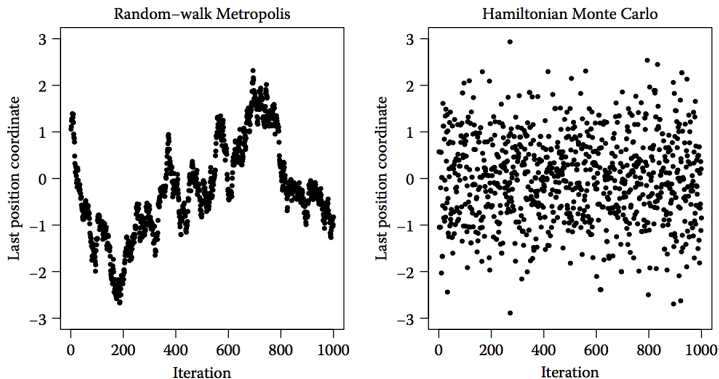 Random−walk Metropolis
Last position coordinate
3
2
1
0
−1
−2
−3
0 200 400 600 800 1000
Iteration
Hamiltonian Monte Carlo
Last position coordinate
3
2
1
0
−1
−2
−3
0 200 400 600 800 1000
Iteration